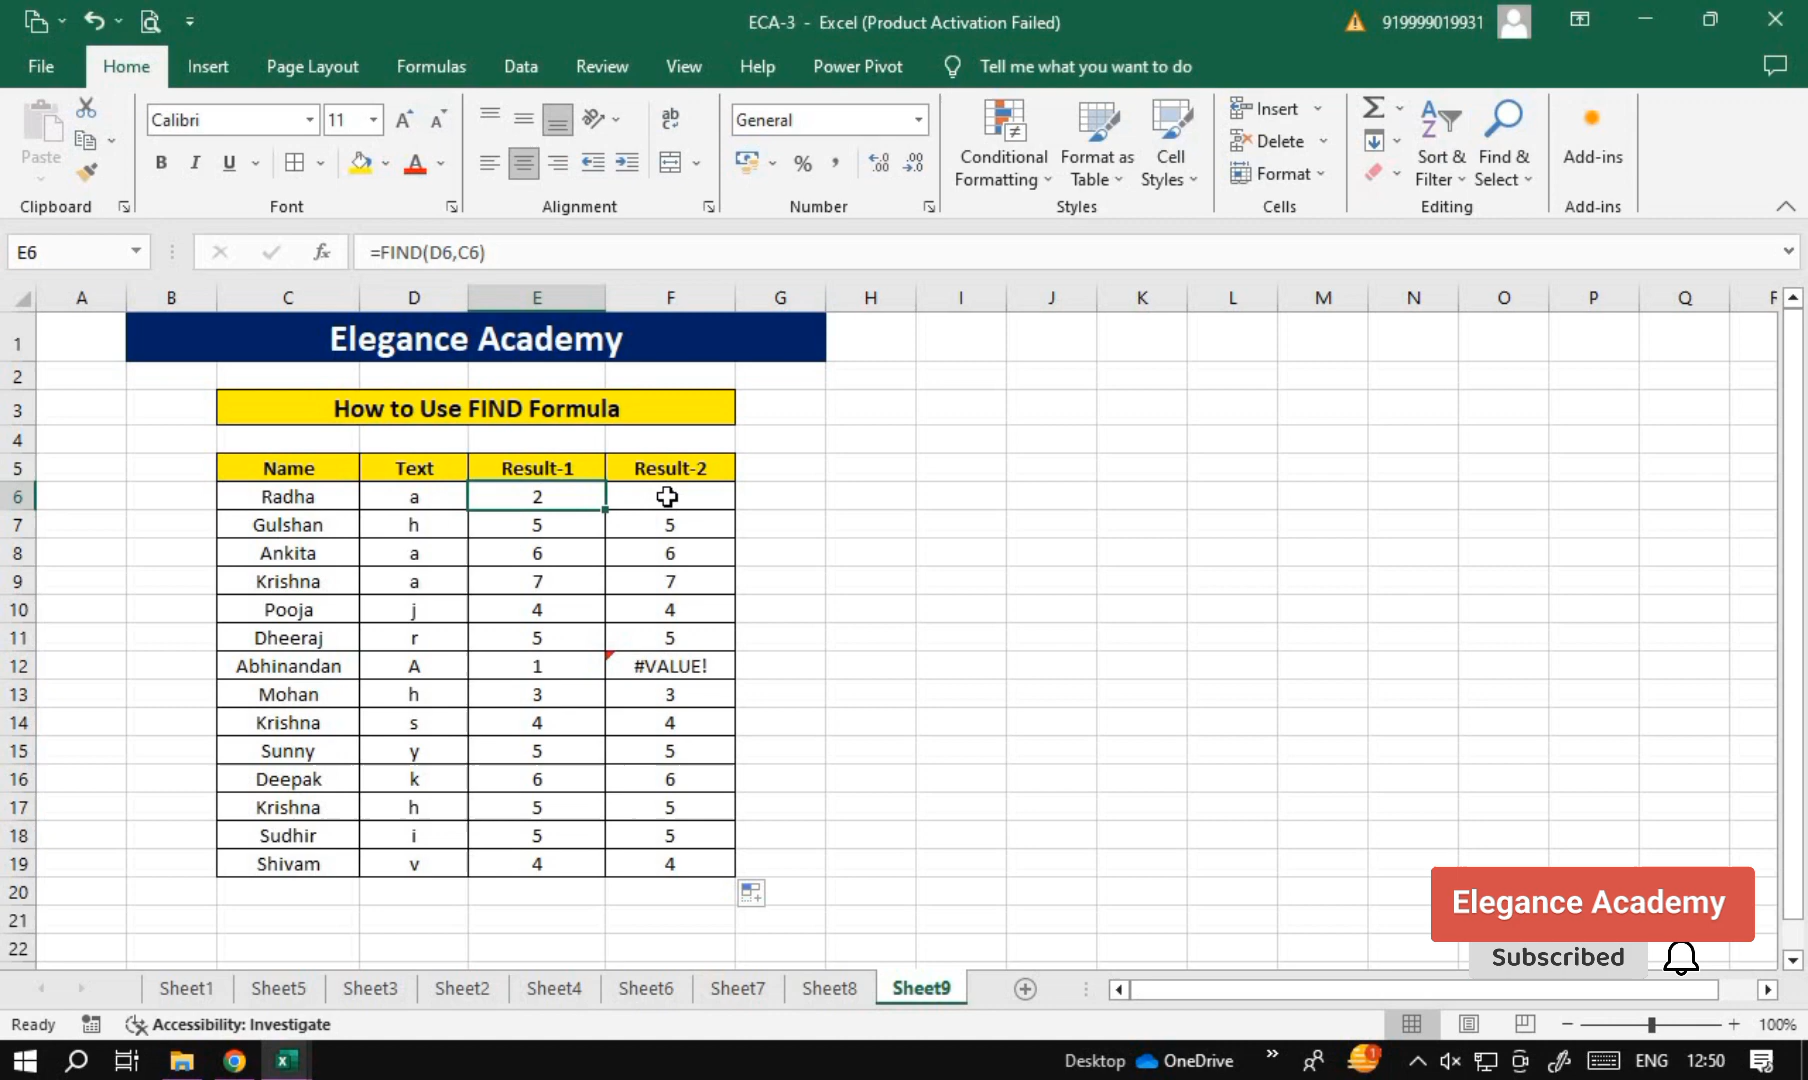 ECA-3 - Excel (Product Activation Failed)
919999019931
File Home Insert Page Layout Formulas Data Review View Help Power Pivot Tell me what you want to do
Paste
Clipboard
Calibri 11
B I U
Font
ab
Alignment
General
% ,
Number
Conditional Formatting
Format as Table
Cell Styles
Styles
Insert
Delete
Format
Cells
Sort & Filter
Find & Select
Editing
Add-ins
Add-ins
E6 fx =FIND(D6,C6)
A B C D E F G H I J K L M N O P Q
1 Elegance Academy
2
3 How to Use FIND Formula
4
5 Name Text Result-1 Result-2
6 Radha a 2
7 Gulshan h 5 5
8 Ankita a 6 6
9 Krishna a 7 7
10 Pooja j 4 4
11 Dheeraj r 5 5
12 Abhinandan A 1 #VALUE!
13 Mohan h 3 3
14 Krishna s 4 4
15 Sunny y 5 5
16 Deepak k 6 6
17 Krishna h 5 5
18 Sudhir i 5 5
19 Shivam v 4 4
20
21
22
Elegance Academy
Subscribed
Sheet1 Sheet5 Sheet3 Sheet2 Sheet4 Sheet6 Sheet7 Sheet8 Sheet9
Ready Accessibility: Investigate 100%
Desktop OneDrive ENG 12:50